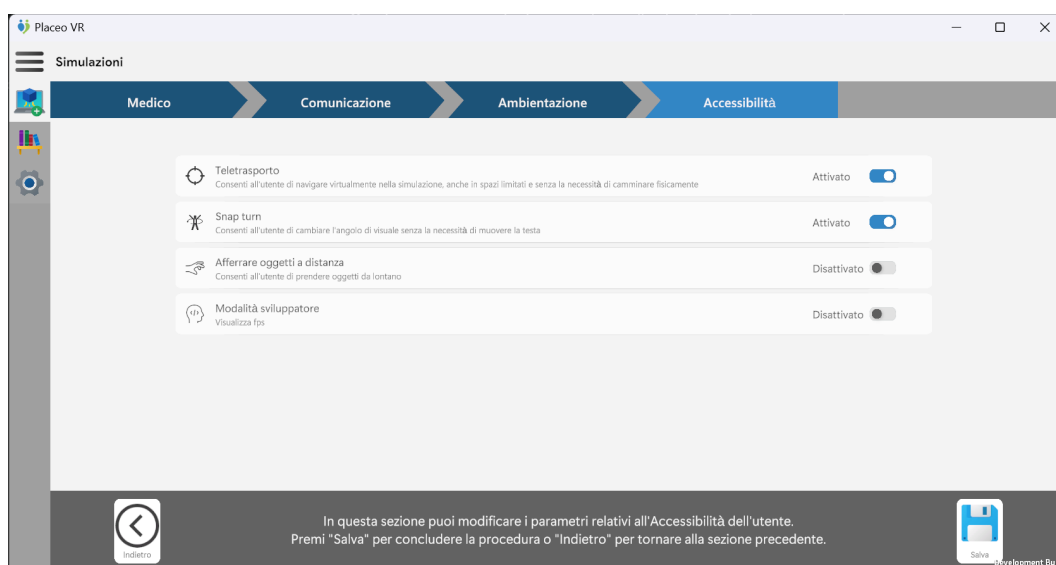 Placeo VR
Simulazioni
Medico
Comunicazione
Ambientazione
Accessibilità
Teletrasporto
Consenti all'utente di navigare virtualmente nella simulazione, anche in spazi limitati e senza la necessità di camminare fisicamente
Attivato
Snap turn
Consenti all'utente di cambiare l'angolo di visuale senza la necessità di muovere la testa
Attivato
Afferrare oggetti a distanza
Consenti all'utente di prendere oggetti da lontano
Disattivato
Modalità sviluppatore
Visualizza fps
Disattivato
Indietro
In questa sezione puoi modificare i parametri relativi all'Accessibilità dell'utente.
Premi "Salva" per concludere la procedura o "Indietro" per tornare alla sezione precedente.
Salva
Development Bu